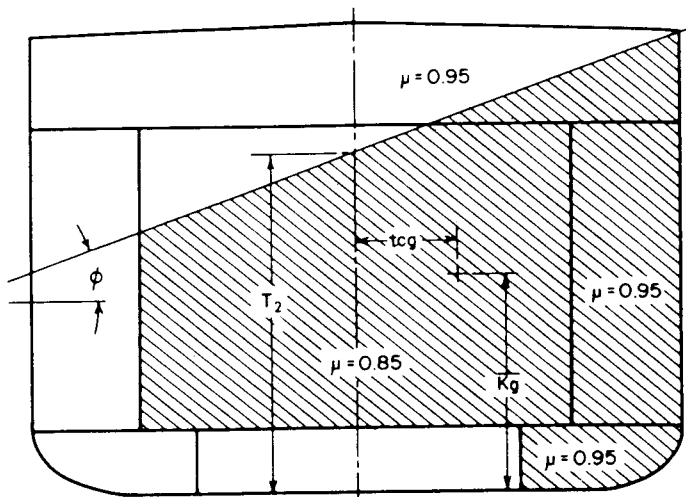 μ = 0.95
tcg
ϕ
T₂
μ = 0.95
μ = 0.85
Kg
μ = 0.95